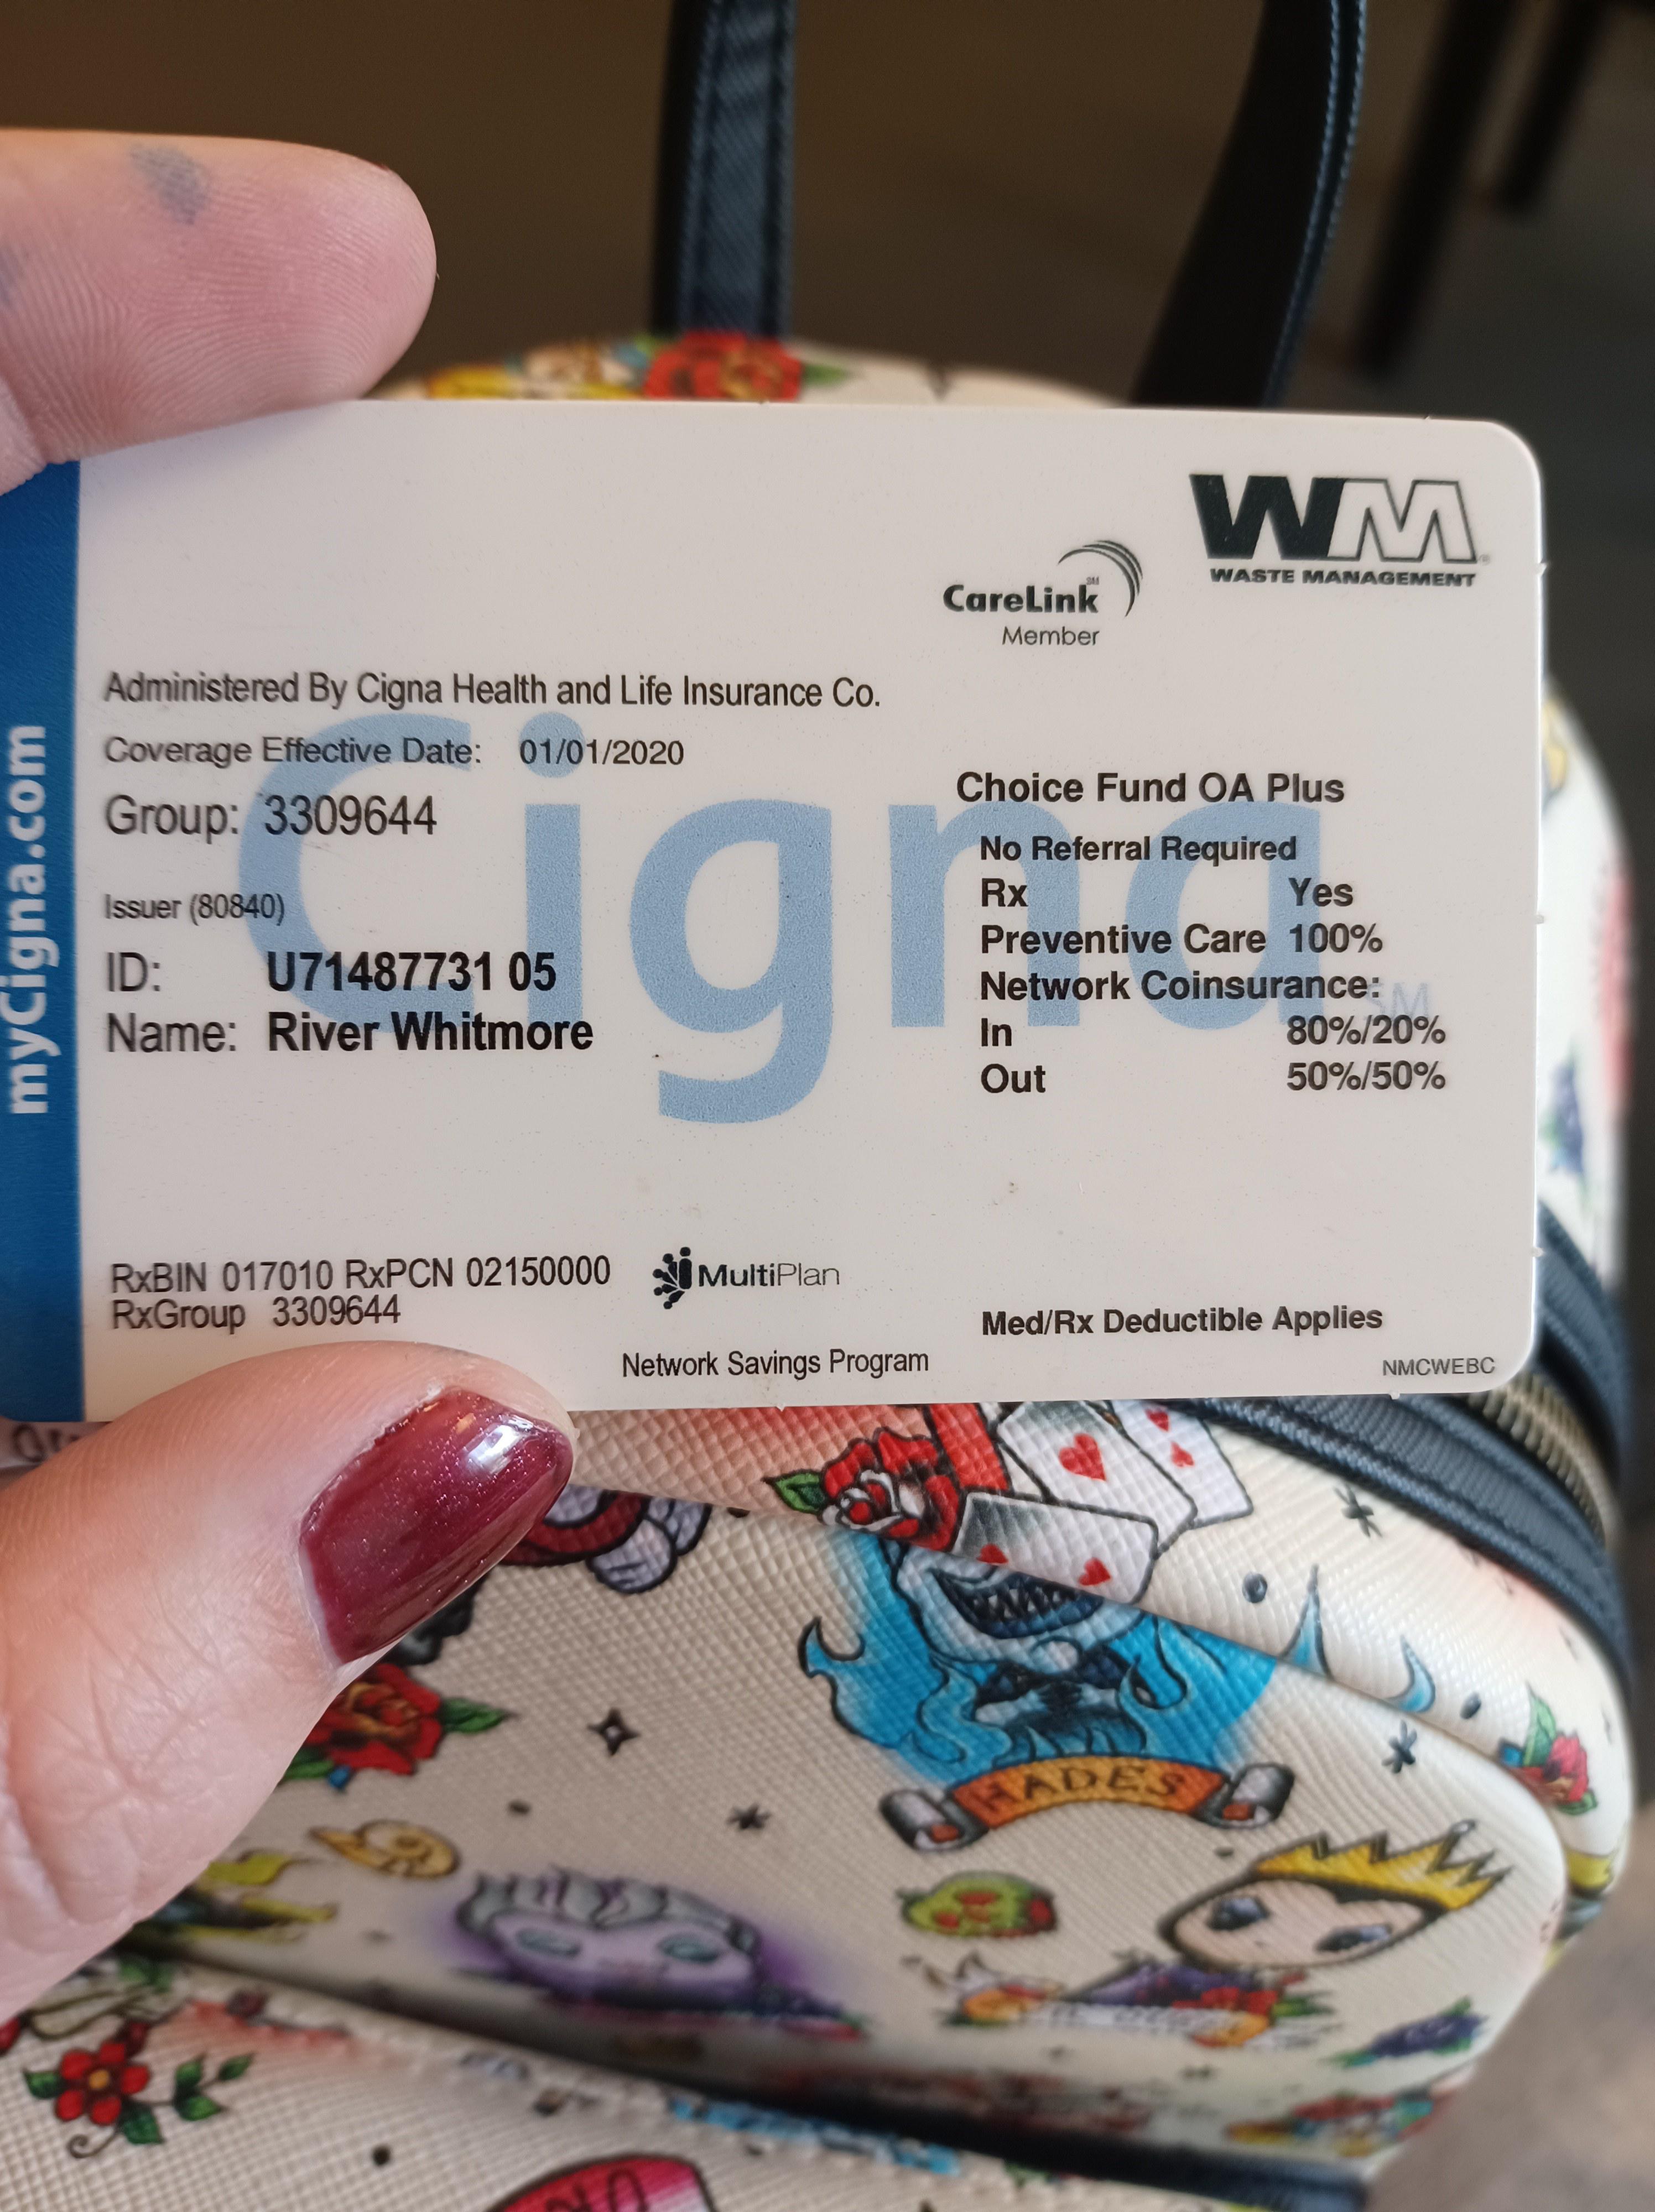 myCigna.com
WM
WASTE MANAGEMENT
CareLink SM
Member
Administered By Cigna Health and Life Insurance Co.
Coverage Effective Date: 01/01/2020
Group: 3309644
Issuer (80840)
ID: U71487731 05
Name: River Whitmore
Cigna SM
Choice Fund OA Plus
No Referral Required
Rx Yes
Preventive Care 100%
Network Coinsurance:
In 80%/20%
Out 50%/50%
RxBIN 017010 RxPCN 02150000
RxGroup 3309644
MultiPlan
Network Savings Program
Med/Rx Deductible Applies
NMCWEBC
HADES